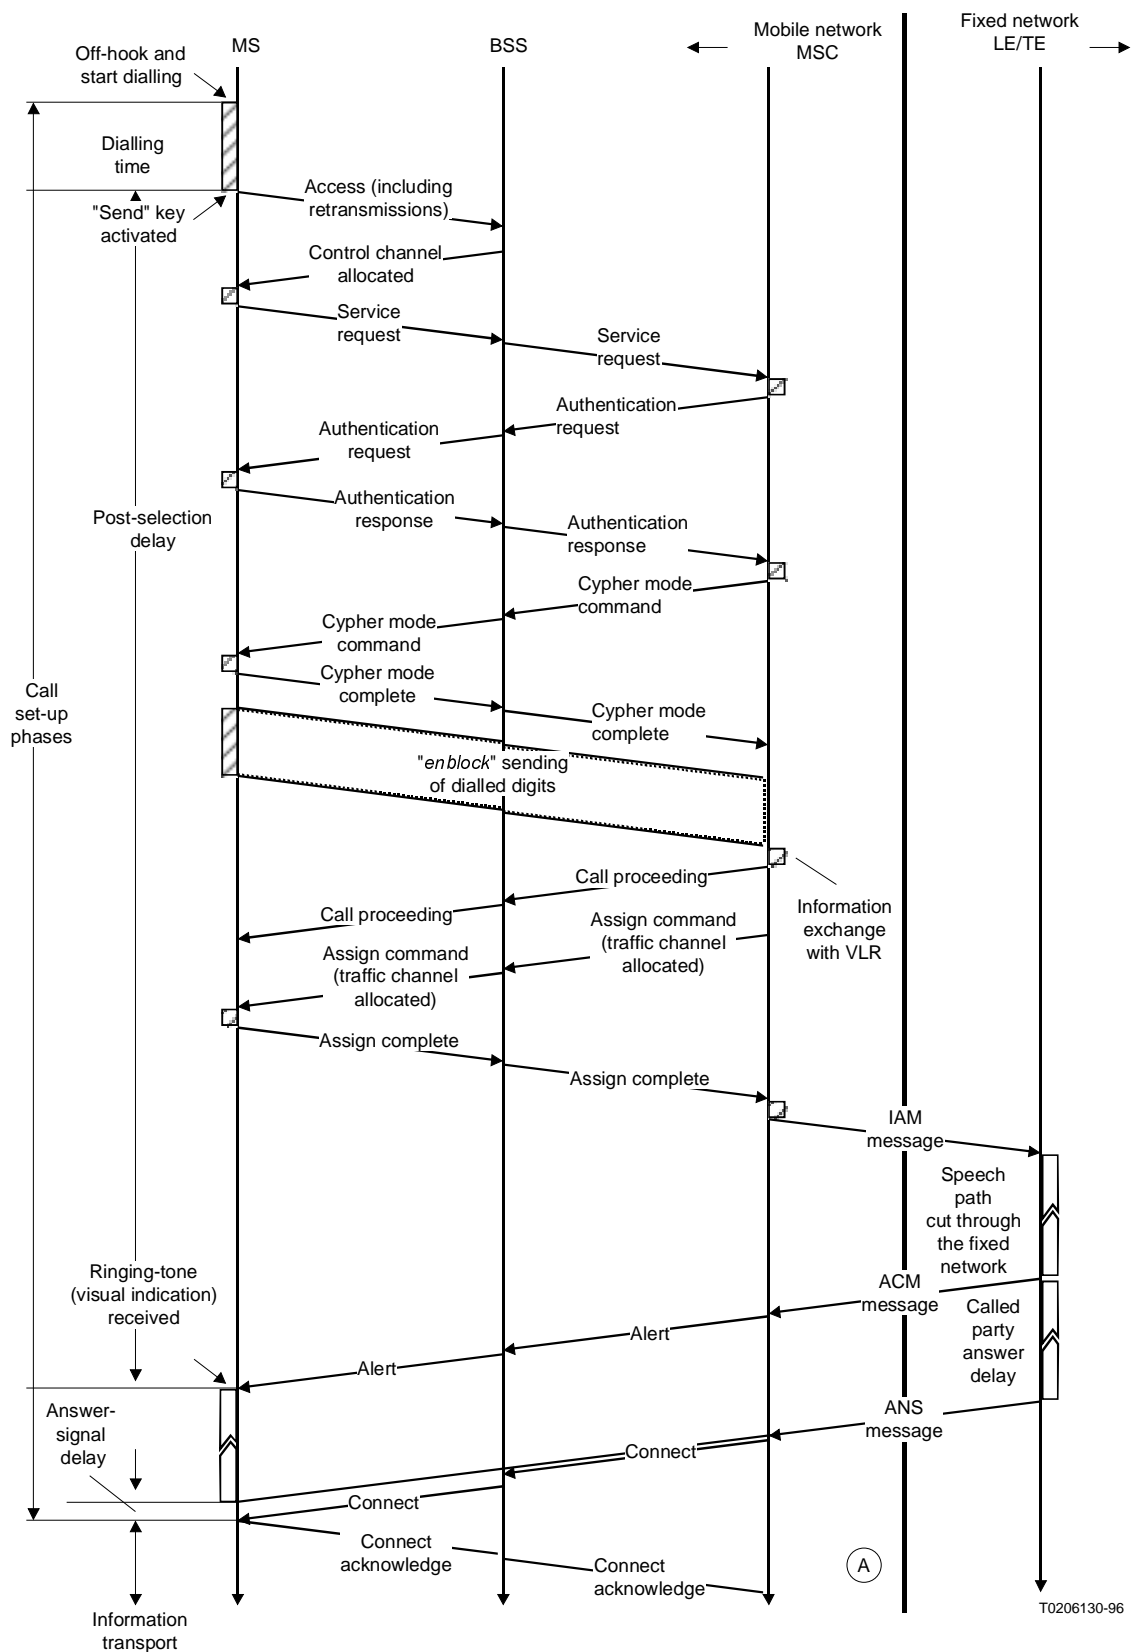 Off-hook and
start dialling
MS
BSS
Mobile network
MSC
Fixed network
LE/TE
Dialling
time
"Send" key
activated
Access (including
retransmissions)
Control channel
allocated
Service
request
Service
request
Authentication
request
Authentication
request
Authentication
response
Authentication
response
Post-selection
delay
Cypher mode
command
Cypher mode
command
Cypher mode
complete
Cypher mode
complete
Call
set-up
phases
"en block" sending
of dialled digits
Call proceeding
Call proceeding
Information
exchange
with VLR
Assign command
(traffic channel
allocated)
Assign command
(traffic channel
allocated)
Assign complete
Assign complete
IAM
message
Speech
path
cut through
the fixed
network
Ringing-tone
(visual indication)
received
ACM
message
Called
party
answer
delay
Alert
Alert
Answer-
signal
delay
ANS
message
Connect
Connect
Connect
acknowledge
Connect
acknowledge
A
T0206130-96
Information
transport